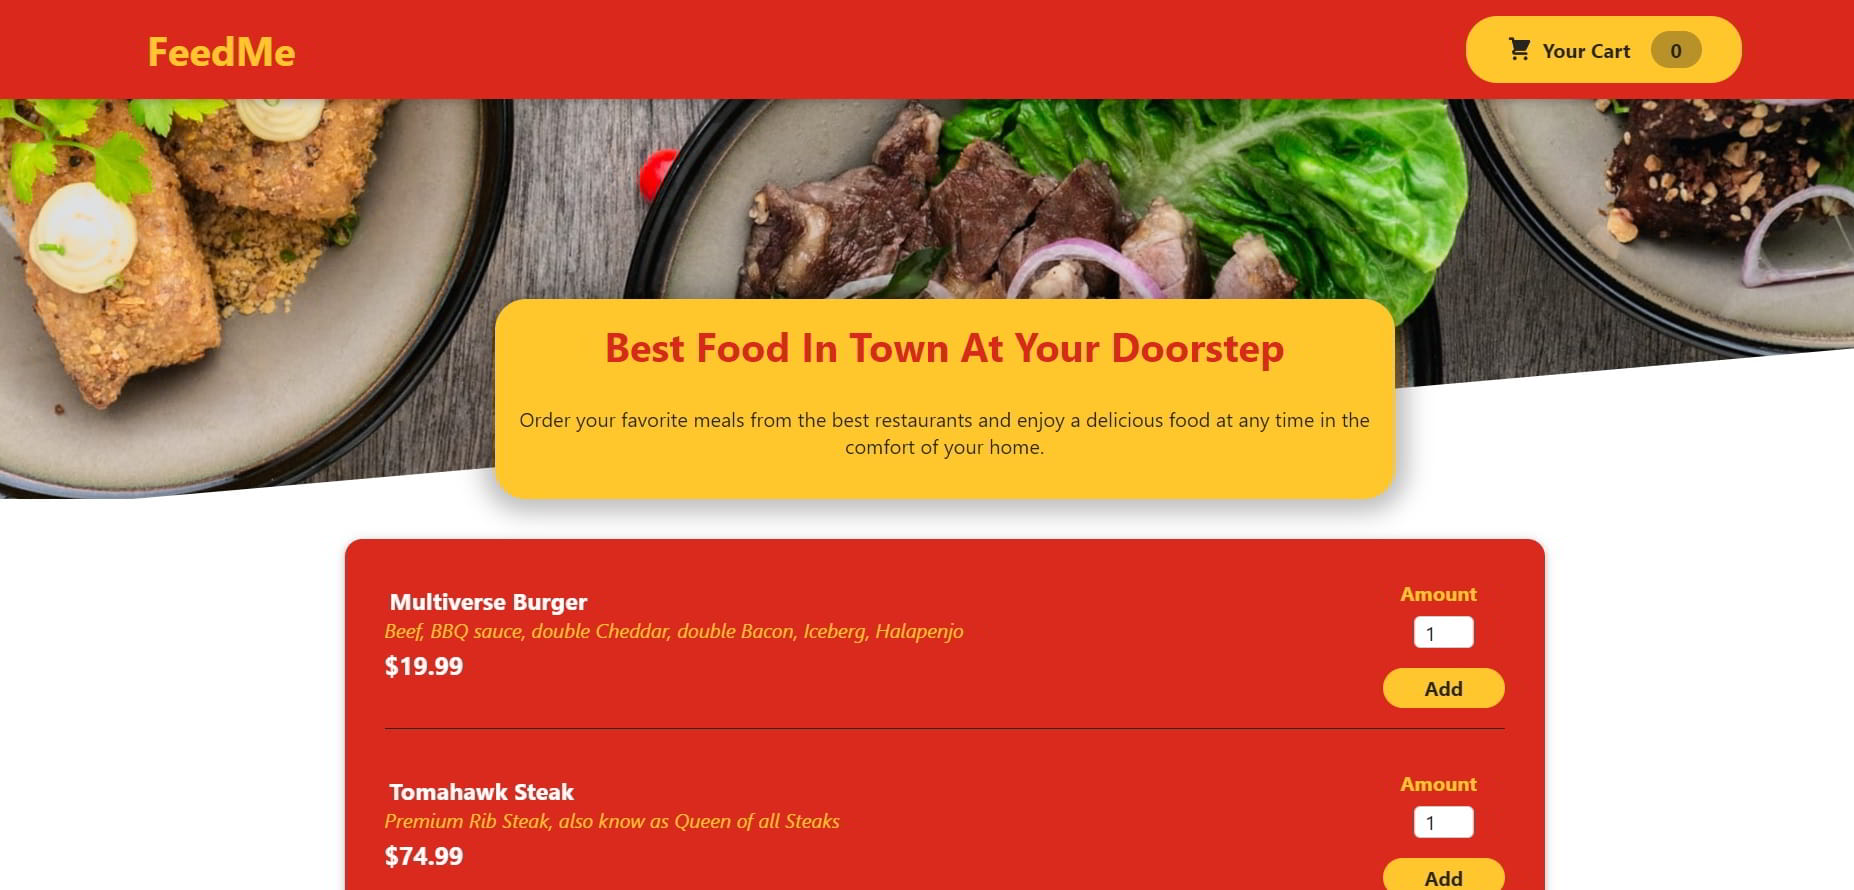 FeedMe
Your Cart 0
Best Food In Town At Your Doorstep
Order your favorite meals from the best restaurants and enjoy a delicious food at any time in the
comfort of your home.
Multiverse Burger
Beef, BBQ sauce, double Cheddar, double Bacon, Iceberg, Halapenjo
$19.99
Amount
1
Add
Tomahawk Steak
Premium Rib Steak, also know as Queen of all Steaks
$74.99
Amount
1
Add